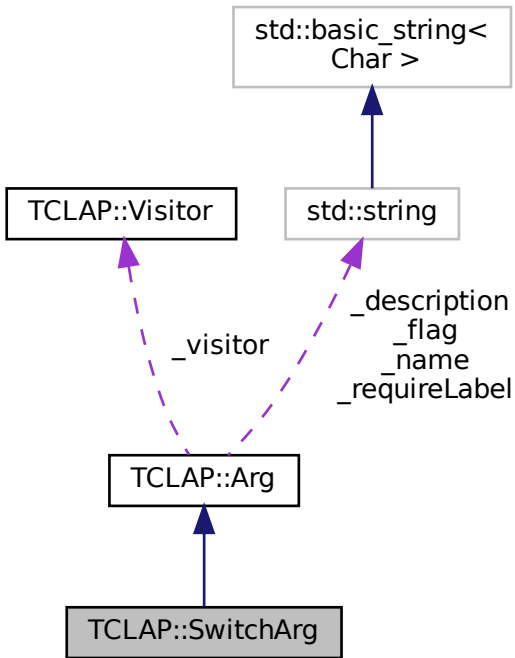 std::basic_string<
Char >
TCLAP::Visitor
std::string
_description
_flag
_name
_requireLabel
_visitor
TCLAP::Arg
TCLAP::SwitchArg